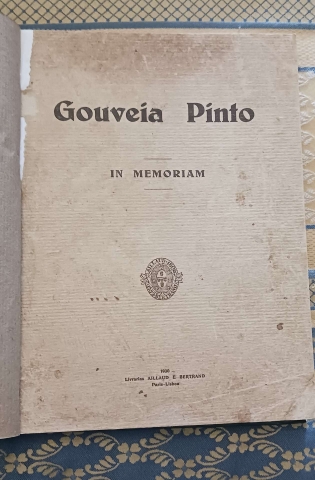 Gouveia Pinto
IN MEMORIAM
Livrarias AILLAUD E BERTRAND
Paris-Lisboa